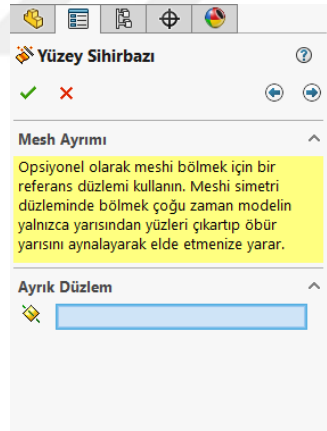 Yüzey Sihirbazı
Mesh Ayrımı
Opsiyonel olarak meshi bölmek için bir
referans düzlemi kullanın. Meshi simetri
düzleminde bölmek çoğu zaman modelin
yalnızca yarısından yüzleri çıkartıp öbür
yarısını aynalayarak elde etmenize yarar.
Ayrık Düzlem